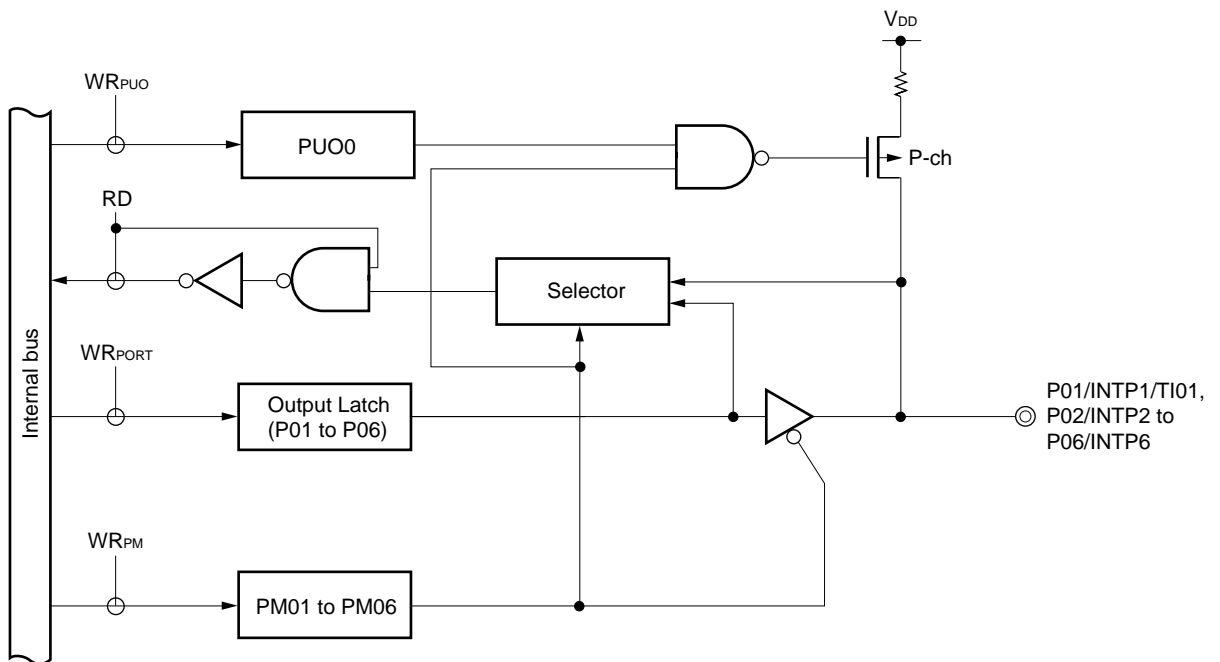 VDD
WRPUO
PUO0
P-ch
RD
Selector
Internal bus
WRPORT
Output Latch
(P01 to P06)
P01/INTP1/TI01,
P02/INTP2 to
P06/INTP6
WRPM
PM01 to PM06